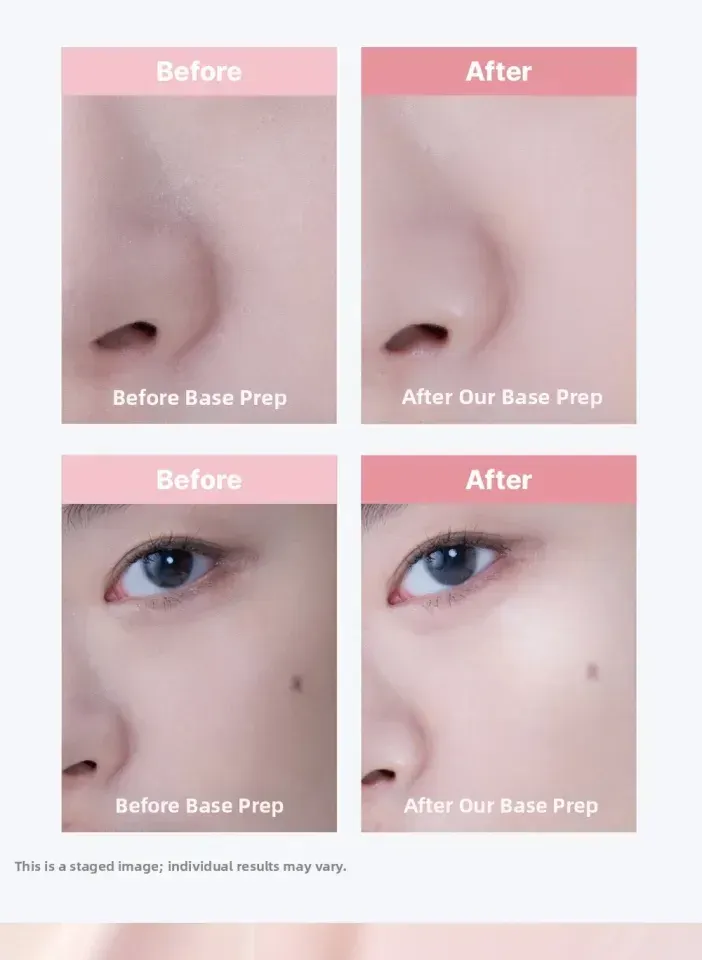 Before
After
Before Base Prep
After Our Base Prep
Before
After
Before Base Prep
After Our Base Prep
This is a staged image; individual results may vary.